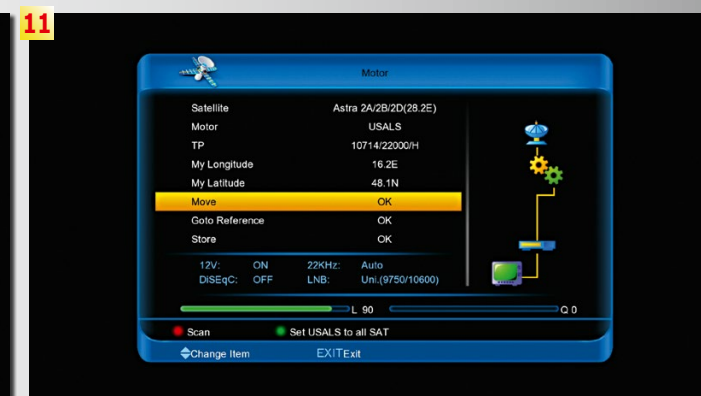 11
Motor
Satellite Astra 2A/2B/2D(28.2E)
Motor USALS
TP 10714/22000/H
My Longitude 16.2E
My Latitude 48.1N
Move OK
Goto Reference OK
Store OK
12V: ON 22KHz: Auto
DiSEqC: OFF LNB: Uni.(9750/10600)
L 90 Q 0
Scan Set USALS to all SAT
Change Item EXITExit